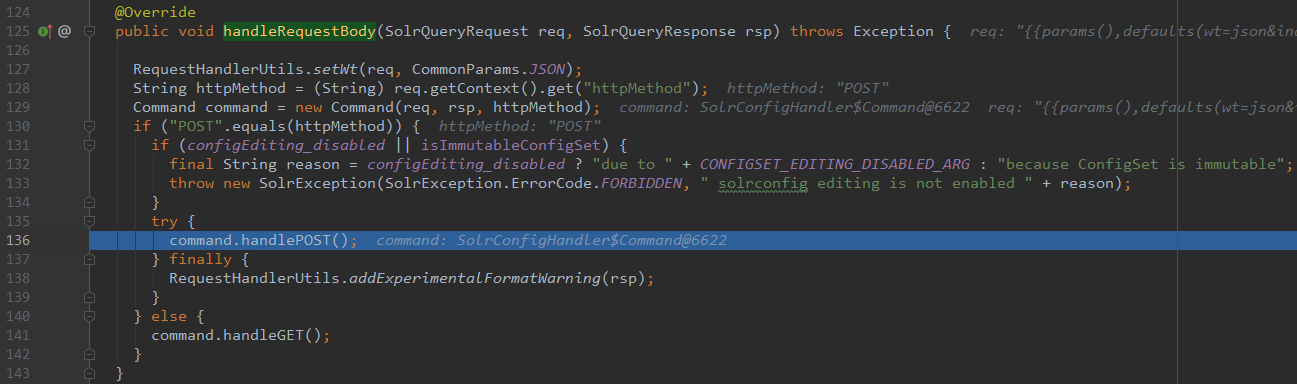 124 @Override
125 @ public void handleRequestBody(SolrQueryRequest req, SolrQueryResponse rsp) throws Exception { req: "{{params(),defaults(wt=json&in
126
127 RequestHandlerUtils.setWt(req, CommonParams.JSON);
128 String httpMethod = (String) req.getContext().get("httpMethod"); httpMethod: "POST"
129 Command command = new Command(req, rsp, httpMethod); command: SolrConfigHandler$Command@6622 req: "{{params(),defaults(wt=json&
130 if ("POST".equals(httpMethod)) { httpMethod: "POST"
131 if (configEditing_disabled || isImmutableConfigSet) {
132 final String reason = configEditing_disabled ? "due to " + CONFIGSET_EDITING_DISABLED_ARG : "because ConfigSet is immutable";
133 throw new SolrException(SolrException.ErrorCode.FORBIDDEN, " solrconfig editing is not enabled " + reason);
134 }
135 try {
136 command.handlePOST(); command: SolrConfigHandler$Command@6622
137 } finally {
138 RequestHandlerUtils.addExperimentalFormatWarning(rsp);
139 }
140 } else {
141 command.handleGET();
142 }
143 }